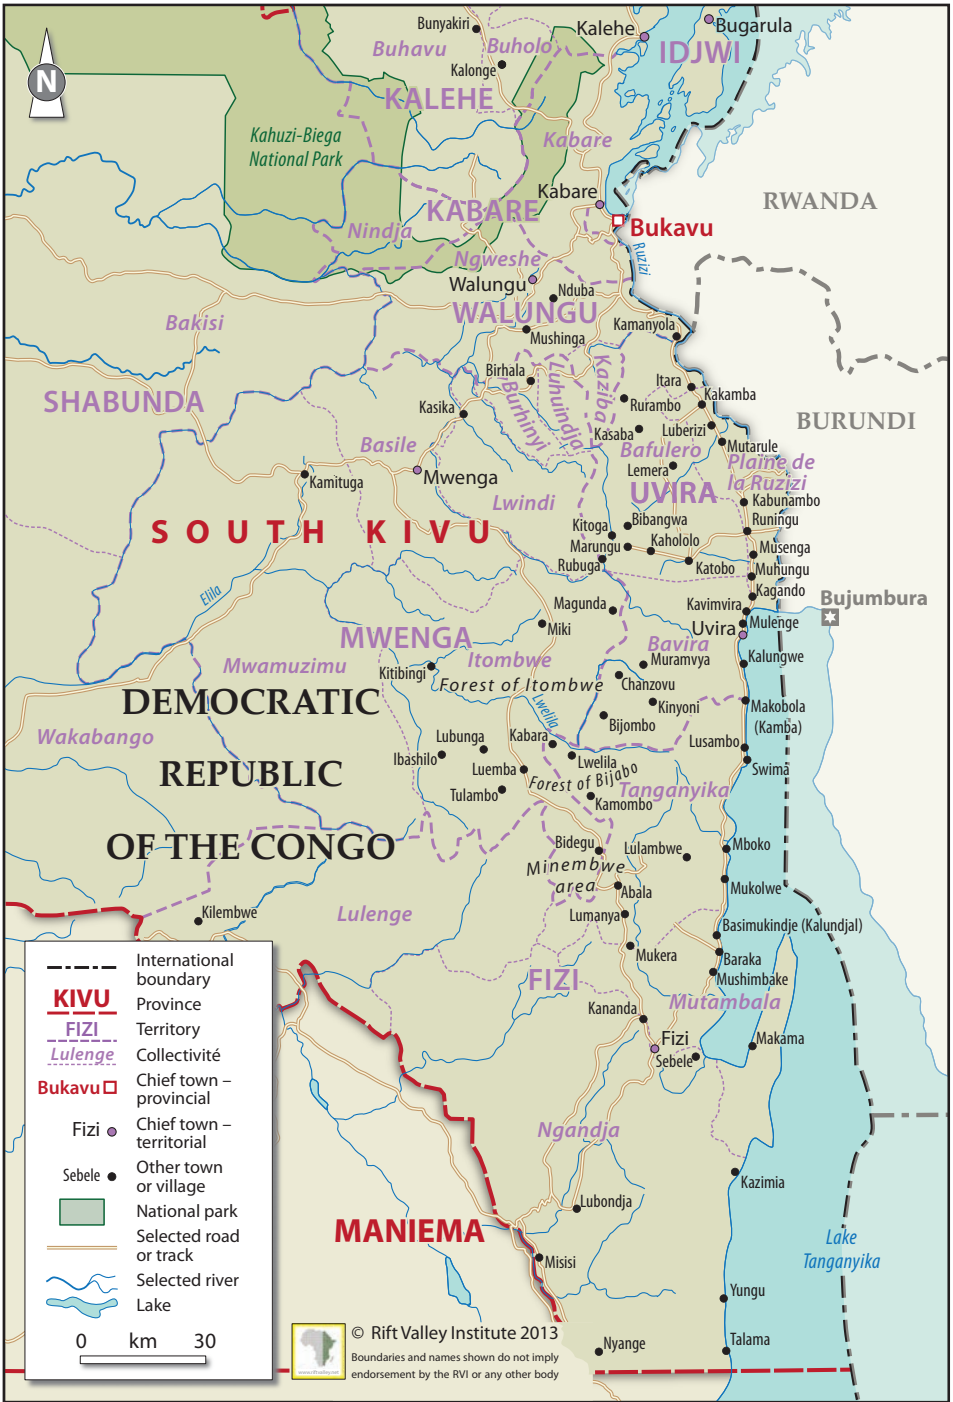 Bunyakiri
Kalehe
Bugarula
Buhavu
Buholo
IDJWI
Kalonge
KALEHE
N
Kahuzi-Biega
National Park
Kabare
Kabare
RWANDA
KABARE
Bukavu
Nindja
Ruzizi
Ngweshe
Walungu
Nduba
WALUNGU
Bakisi
Kamanyola
Mushinga
Birhala
Kaziba
Luhuindja
Burhinyi
Itara
SHABUNDA
Kakamba
Rurambo
Kasika
BURUNDI
Kasaba
Luberizi
Basile
Bafulero
Mutarule
Plaine de
la Ruzizi
Lemera
Kamituga
Mwenga
UVIRA
Lwindi
Kabunambo
SOUTH KIVU
Kitoga
Bibangwa
Runingu
Marungu
Kahololo
Musenga
Rubuga
Katobo
Muhungu
Elila
Kagando
Magunda
Kavimvira
Bujumbura
Mulenge
Miki
Uvira
MWENGA
Bavira
Mwamuzimu
Itombwe
Muramvya
Kalungwe
Kitibingi
Forest of Itombwe
Chanzovu
DEMOCRATIC
Kinyoni
Makobola
(Kamba)
Lwelila
Bijombo
Wakabango
Lubunga
Kabara
Lusambo
Ibashilo
Lwelila
REPUBLIC
Luemba
Swima
Forest of Bijabo
Tanganyika
Tulambo
Kamombo
OF THE CONGO
Bidegu
Lulambwe
Mboko
Minembwe
area
Abala
Mukolwe
Kilembwe
Lulenge
Lumanya
Basimukindje (Kalundjal)
Mukera
Baraka
FIZI
Mushimbake
Mutambala
Kananda
Fizi
Makama
Sebele
Ngandja
Kazimia
Lubondja
MANIEMA
Misisi
Lake
Tanganyika
Yungu
Nyange
Talama
International
boundary
KIVU
Province
FIZI
Territory
Lulenge
Collectivité
Bukavu
Chief town –
provincial
Fizi
Chief town –
territorial
Sebele
Other town
or village
National park
Selected road
or track
Selected river
Lake
0 km 30
www.riftvalley.net
© Rift Valley Institute 2013
Boundaries and names shown do not imply
endorsement by the RVI or any other body